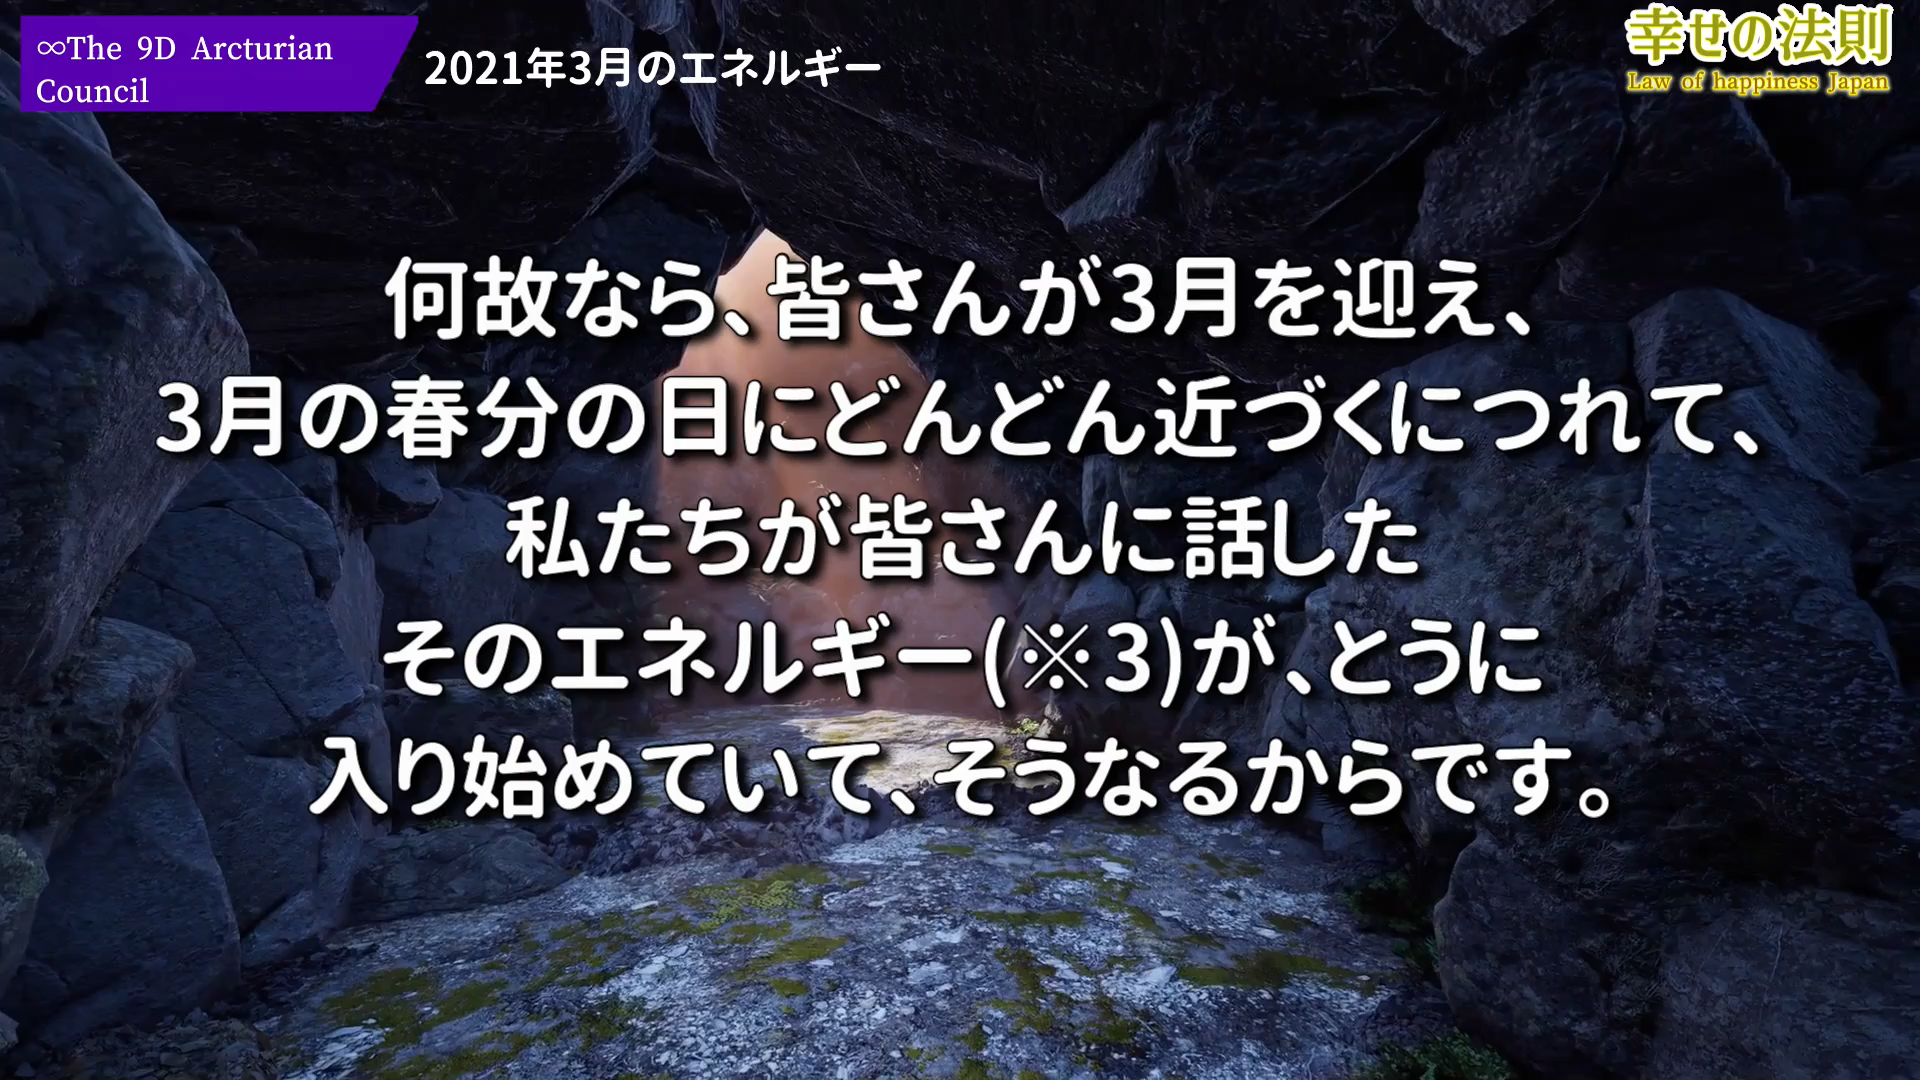 ∞The 9D Arcturian
Council
2021年3月のエネルギー
幸せの法則
Law of happiness Japan
何故なら、皆さんが3月を迎え、
3月の春分の日にどんどん近づくにつれて、
私たちが皆さんに話した
そのエネルギー(※3)が、とうに
入り始めていて、そうなるからです。